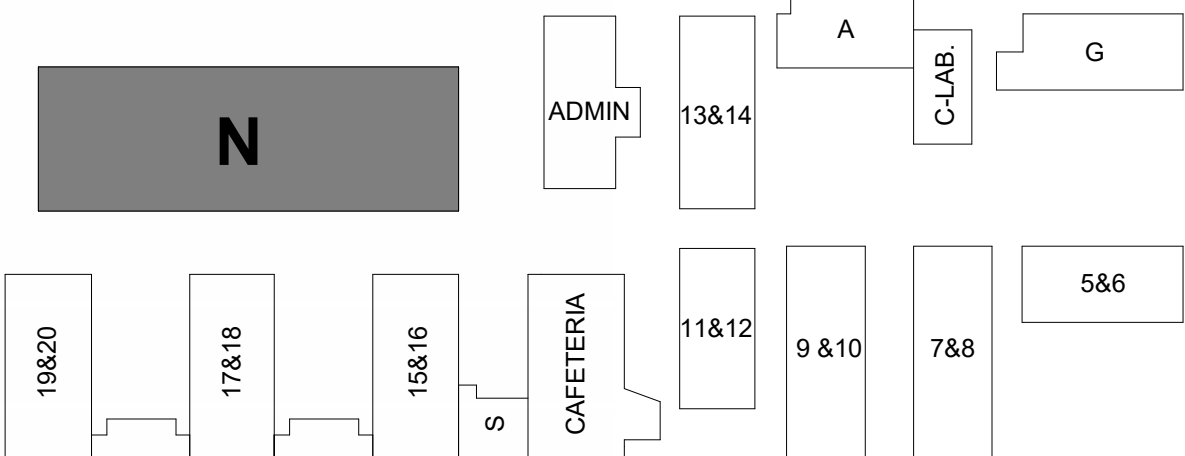 A
G
C-LAB.
ADMIN
13&14
N
5&6
11&12
9 &10
7&8
19&20
17&18
15&16
S
CAFETERIA